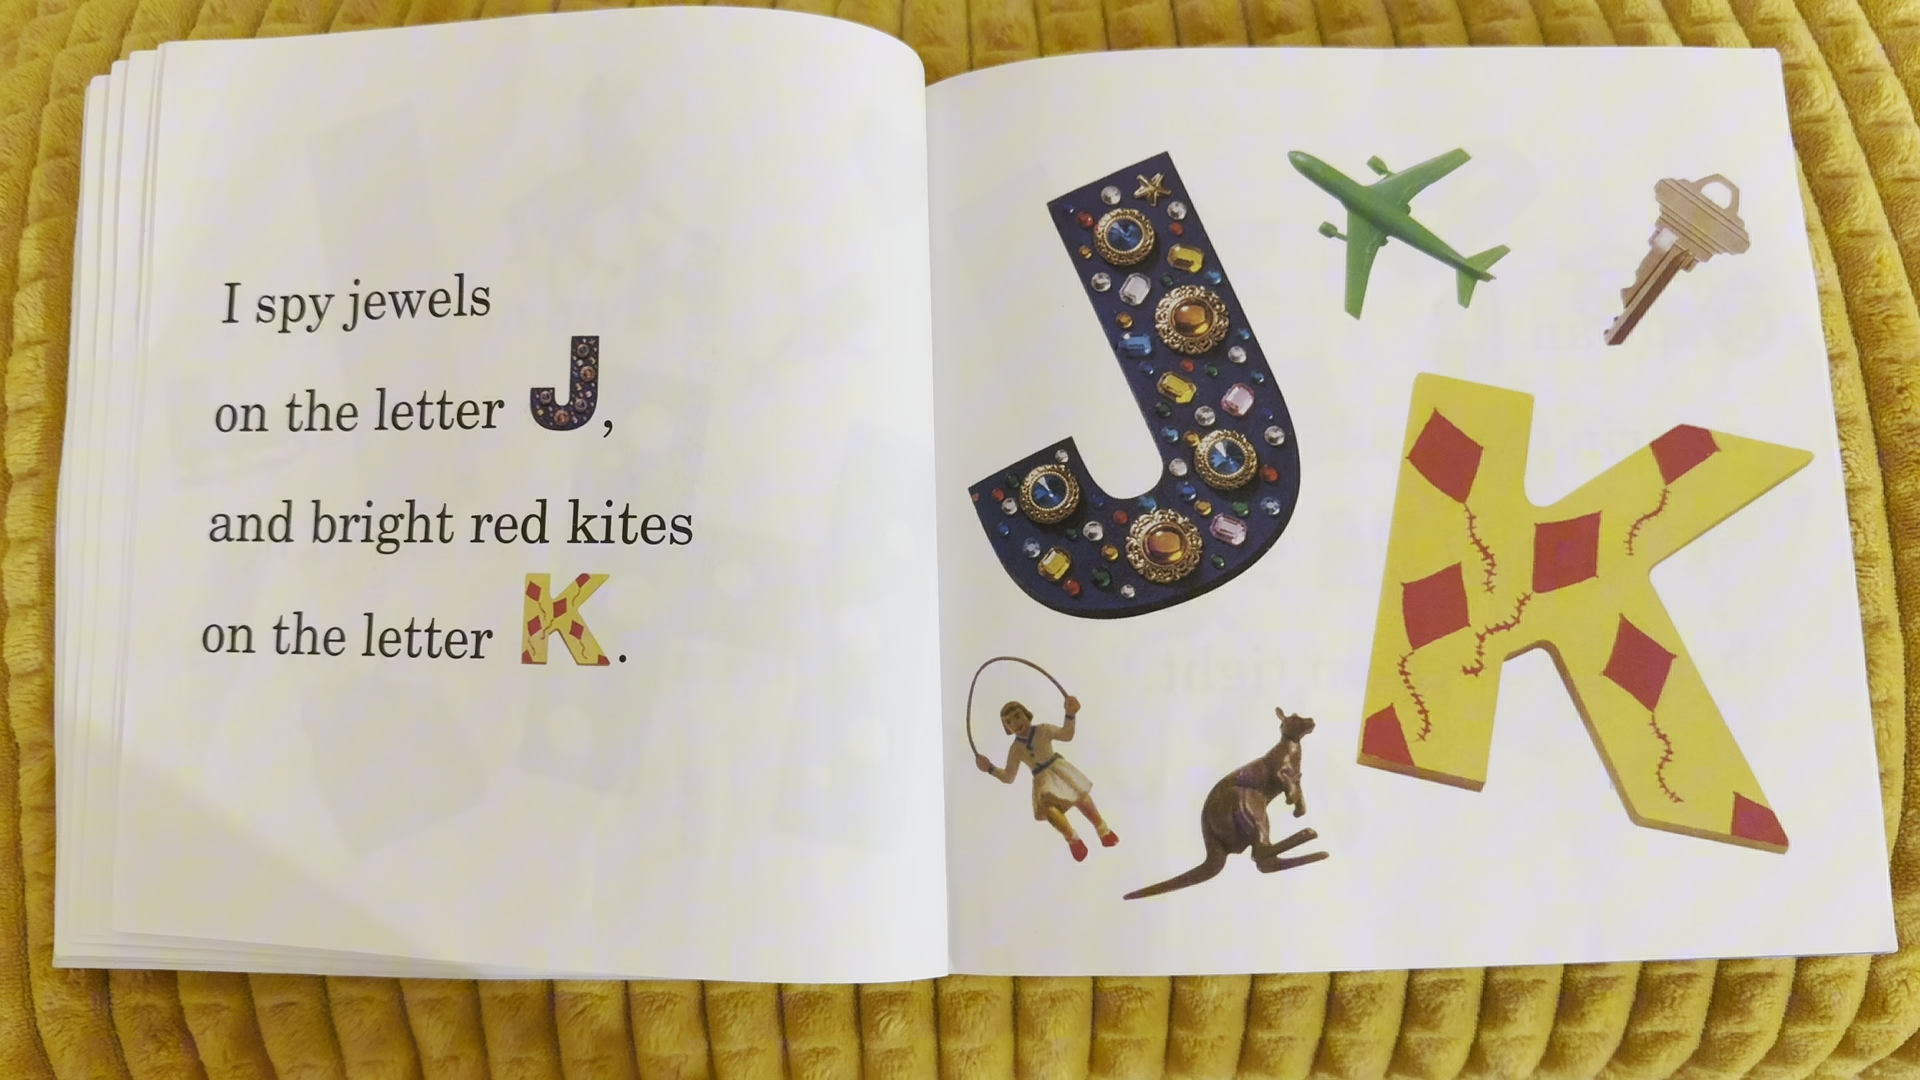 I spy jewels
on the letter J,
and bright red kites
on the letter K.
J
K